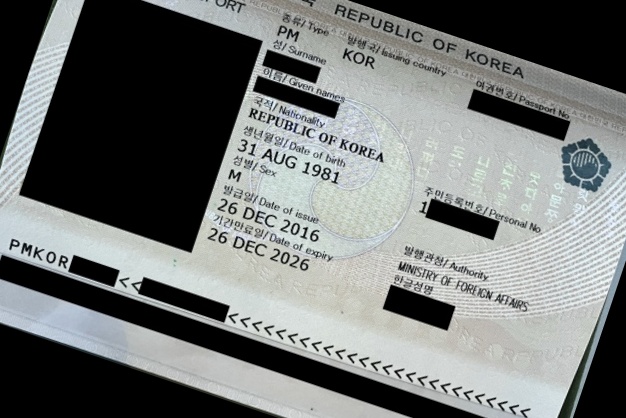 PORT
REPUBLIC OF KOREA
종류/ Type
PM
발행국/ Issuing country
KOR
여권번호/ Passport No
성/ Surname
이름/ Given names
국적/ Nationality
REPUBLIC OF KOREA
생년월일/ Date of birth
31 AUG 1981
성별/ Sex
M
주민등록번호/ Personal No
1
발급일/ Date of issue
26 DEC 2016
발행관청/ Authority
MINISTRY OF FOREIGN AFFAIRS
기간만료일/ Date of expiry
26 DEC 2026
한글성명
PMKOR
<<
<<<<<<<<<<<<<<<<<<<<<<<<<<<